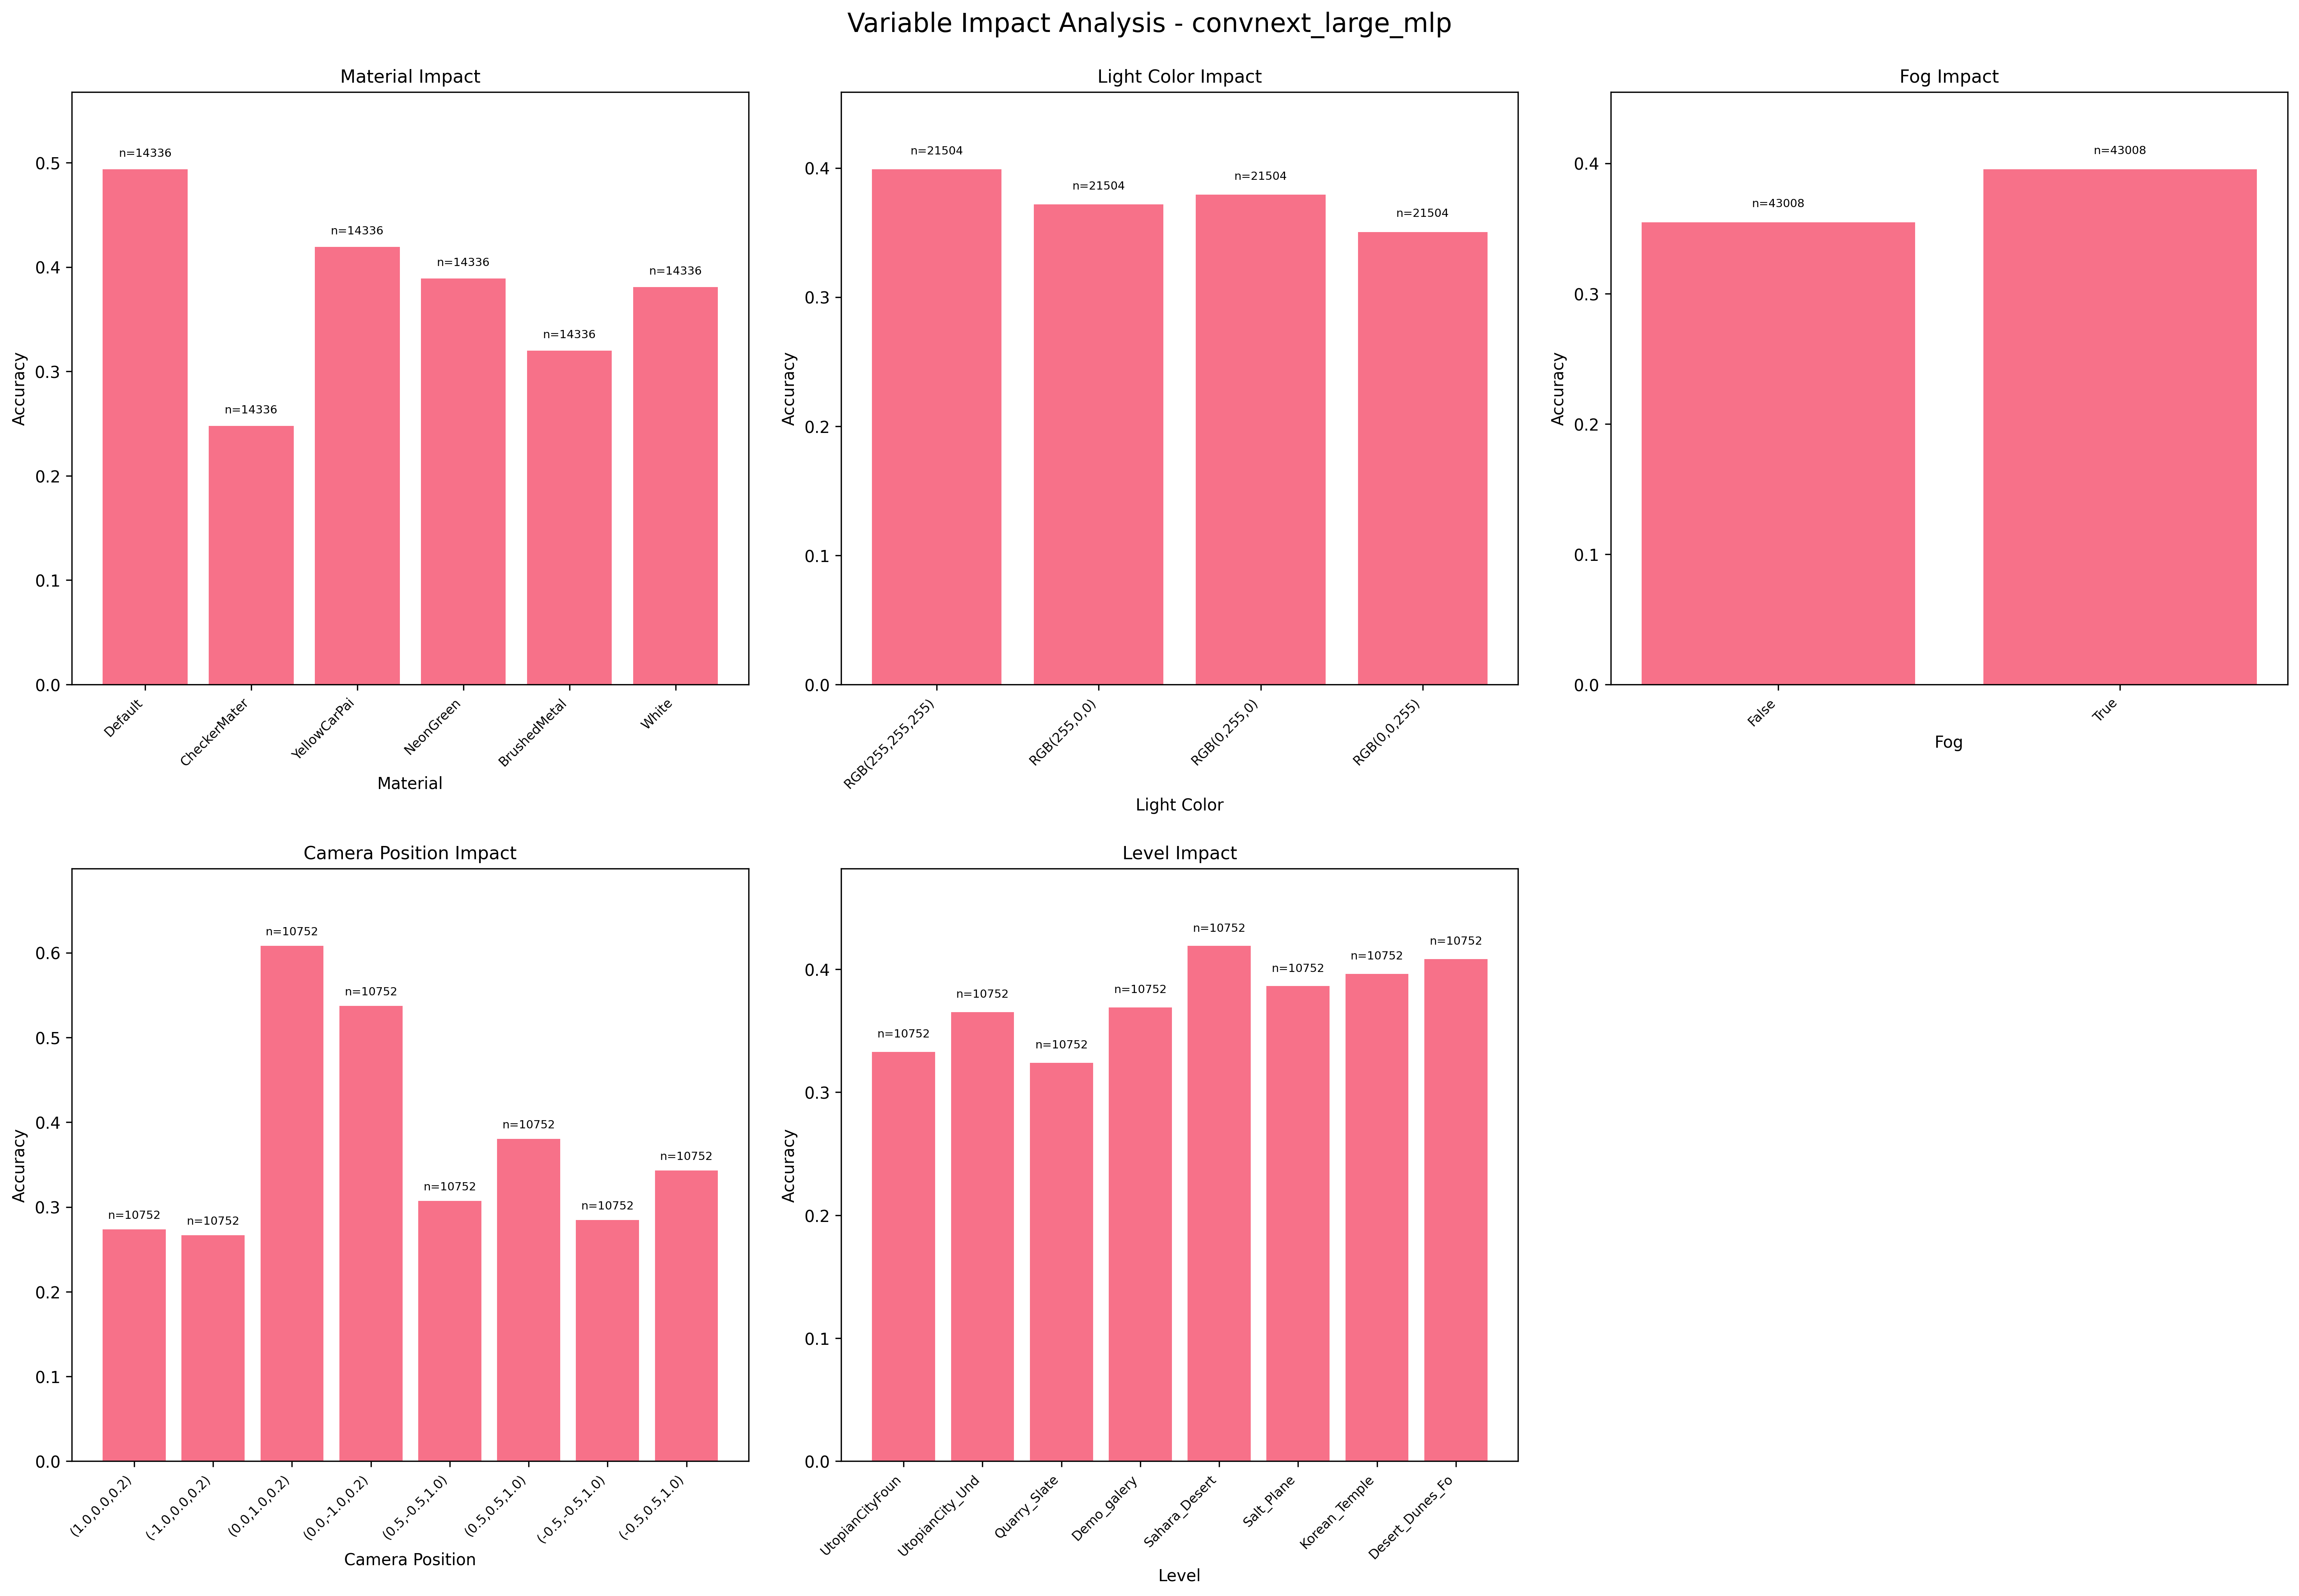 Variable Impact Analysis - convnext_large_mlp
Material Impact
Accuracy
0.5
0.4
0.3
0.2
0.1
0.0
n=14336
n=14336
n=14336
n=14336
n=14336
n=14336
Default
CheckerMater
YellowCarPai
NeonGreen
BrushedMetal
White
Material
Light Color Impact
Accuracy
0.4
0.3
0.2
0.1
0.0
n=21504
n=21504
n=21504
n=21504
RGB(255,255,255)
RGB(255,0,0)
RGB(0,255,0)
RGB(0,0,255)
Light Color
Fog Impact
Accuracy
0.4
0.3
0.2
0.1
0.0
n=43008
n=43008
False
True
Fog
Camera Position Impact
Accuracy
0.6
0.5
0.4
0.3
0.2
0.1
0.0
n=10752
n=10752
n=10752
n=10752
n=10752
n=10752
n=10752
n=10752
(1.0,0.0,0.2)
(-1.0,0.0,0.2)
(0.0,1.0,0.2)
(0.0,-1.0,0.2)
(0.5,-0.5,1.0)
(0.5,0.5,1.0)
(-0.5,-0.5,1.0)
(-0.5,0.5,1.0)
Camera Position
Level Impact
Accuracy
0.4
0.3
0.2
0.1
0.0
n=10752
n=10752
n=10752
n=10752
n=10752
n=10752
n=10752
n=10752
UtopianCityFoun
UtopianCity_Und
Quarry_Slate
Demo_galery
Sahara_Desert
Salt_Plane
Korean_Temple
Desert_Dunes_Fo
Level